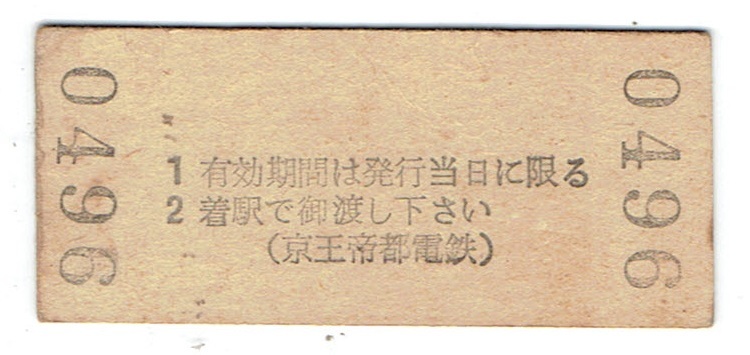 0496
1 有効期間は発行当日に限る
2 着駅で御渡し下さい
(京王帝都電鉄)
0496